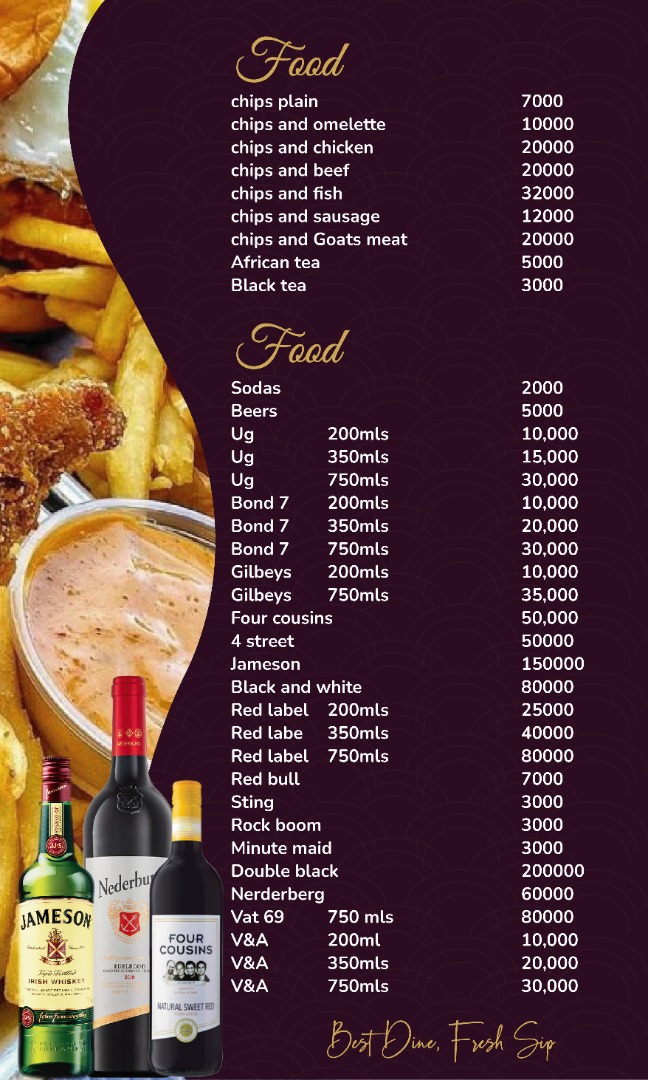 Food
chips plain 7000
chips and omelette 10000
chips and chicken 20000
chips and beef 20000
chips and fish 32000
chips and sausage 12000
chips and Goats meat 20000
African tea 5000
Black tea 3000
Food
Sodas 2000
Beers 5000
Ug 200mls 10,000
Ug 350mls 15,000
Ug 750mls 30,000
Bond 7 200mls 10,000
Bond 7 350mls 20,000
Bond 7 750mls 30,000
Gilbeys 200mls 10,000
Gilbeys 750mls 35,000
Four cousins 50,000
4 street 50000
Jameson 150000
Black and white 80000
Red label 200mls 25000
Red labe 350mls 40000
Red label 750mls 80000
Red bull 7000
Sting 3000
Rock boom 3000
Minute maid 3000
Double black 200000
Nerderberg 60000
Vat 69 750 mls 80000
V&A 200ml 10,000
V&A 350mls 20,000
V&A 750mls 30,000
Best Dine, Fresh Sip
Nederbur
JAMESON
IRISH WHISKEY
FOUR
COUSINS
NATURAL SWEET RED